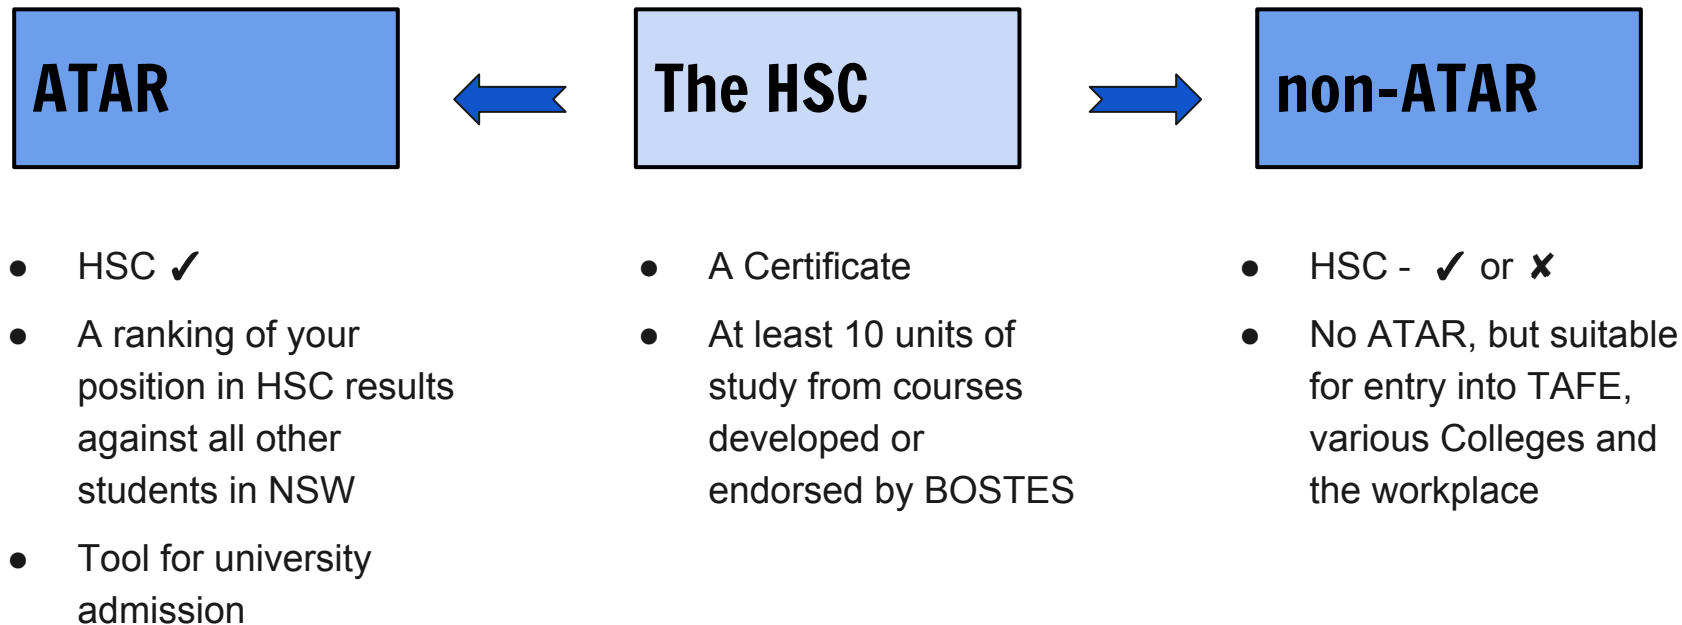 ATAR
● HSC ✓
● A ranking of your
position in HSC results
against all other
students in NSW
● Tool for university
admission
The HSC
● A Certificate
● At least 10 units of
study from courses
developed or
endorsed by BOSTES
non-ATAR
● HSC - ✓ or ✘
● No ATAR, but suitable
for entry into TAFE,
various Colleges and
the workplace